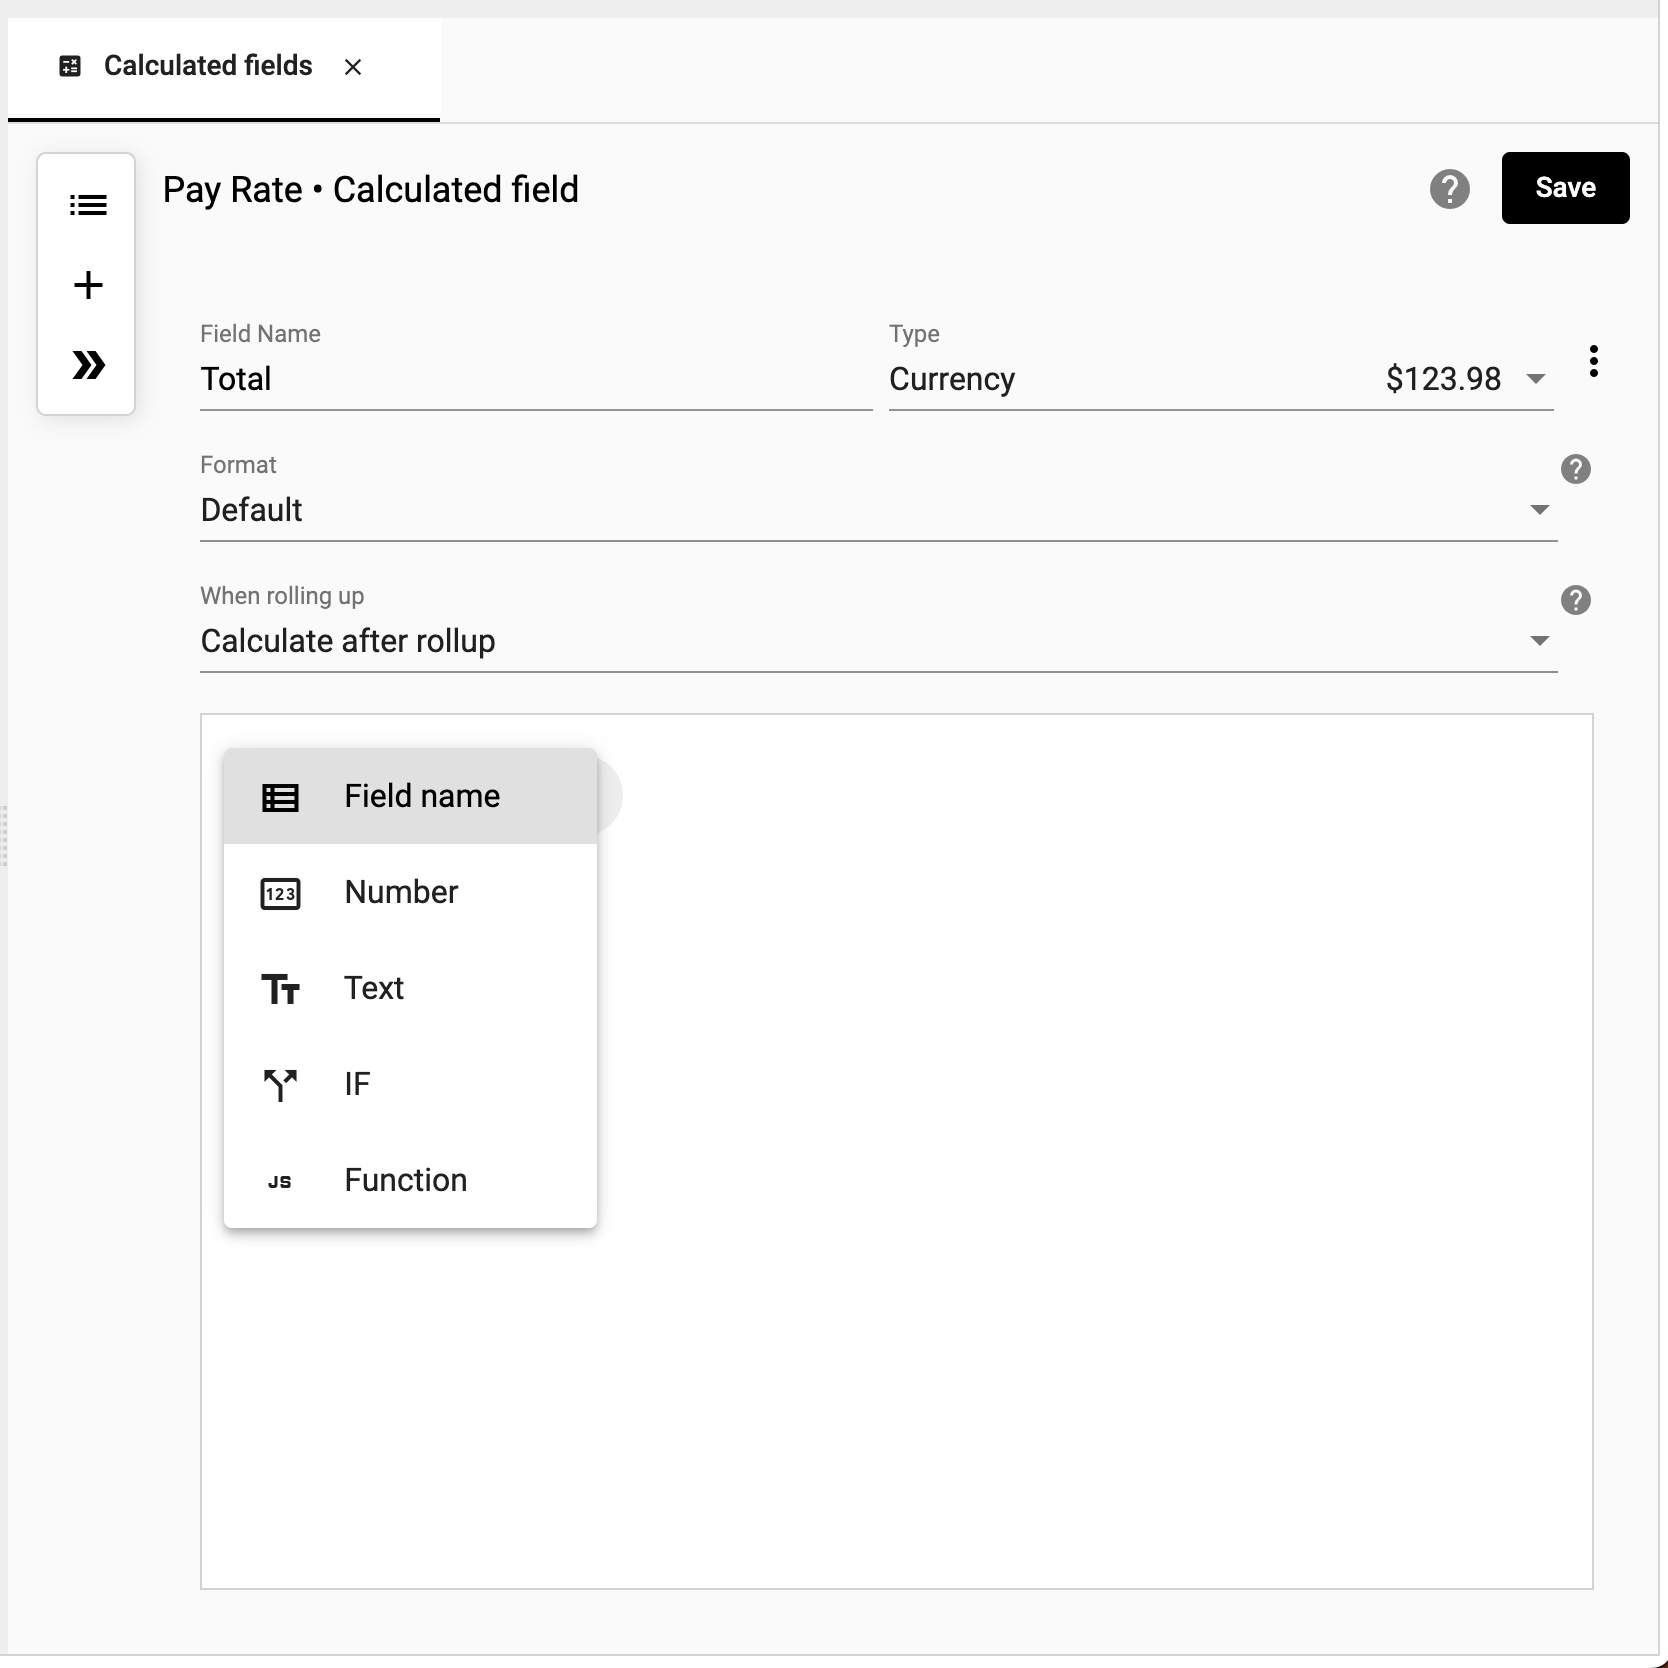 Calculated fields
Pay Rate • Calculated field
Save
Field Name
Total
Type
Currency
$123.98
Format
Default
When rolling up
Calculate after rollup
Field name
123
Number
Tт
Text
IF
JS
Function